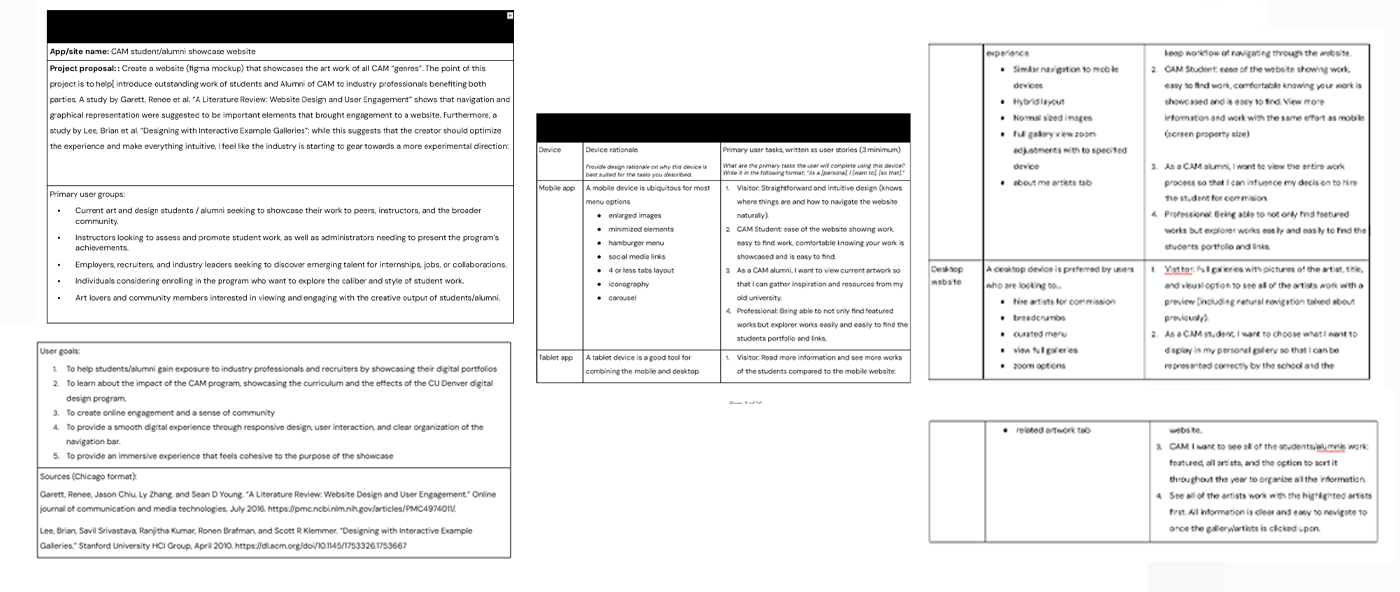 App/site name: CAM student/alumni showcase website
Project proposal: : Create a website (figma mockup) that showcases the art work of all CAM "genres". The point of this
project is to help[ introduce outstanding work of students and Alumni of CAM to industry professionals benefiting both
parties. A study by Garett, Renee et al. "A Literature Review: Website Design and User Engagement" shows that navigation and
graphical representation were suggested to be important elements that brought engagement to a website. Furthermore, a
study by Lee, Brian et al. "Designing with Interactive Example Galleries": while this suggests that the creator should optimize
the experience and make everything intuitive, I feel like the industry is starting to gear towards a more experimental direction:
Primary user groups:
• Current art and design students / alumni seeking to showcase their work to peers, instructors, and the broader
community.
• Instructors looking to assess and promote student work, as well as administrators needing to present the program's
achievements.
• Employers, recruiters, and industry leaders seeking to discover emerging talent for internships, jobs, or collaborations.
• Individuals considering enrolling in the program who want to explore the caliber and style of student work.
• Art lovers and community members interested in viewing and engaging with the creative output of students/alumni.
User goals:
1. To help students/alumni gain exposure to industry professionals and recruiters by showcasing their digital portfolios
2. To learn about the impact of the CAM program, showcasing the curriculum and the effects of the CU Denver digital
design program.
3. To create online engagement and a sense of community
4. To provide a smooth digital experience through responsive design, user interaction, and clear organization of the
navigation bar.
5. To provide an immersive experience that feels cohesive to the purpose of the showcase
Sources (Chicago format):
Garett, Renee, Jason Chiu, Ly Zhang, and Sean D Young. "A Literature Review: Website Design and User Engagement." Online
journal of communication and media technologies, July 2016. https://pmc.ncbi.nlm.nih.gov/articles/PMC4974011/.
Lee, Brian, Savil Srivastava, Ranjitha Kumar, Ronen Brafman, and Scott R Klemmer. "Designing with Interactive Example
Galleries." Stanford University HCI Group, April 2010. https://dl.acm.org/doi/10.1145/1753326.1753667
Device
Device rationale
Provide design rationale on why this device is
best suited for the tasks you described.
Primary user tasks, written as user stories (3 minimum)
What are the primary tasks the user will complete using this device?
Write it in the following format: "As a [persona], I [want to], [so that]."
Mobile app
A mobile device is ubiquitous for most
menu options
• enlarged images
• minimized elements
• hamburger menu
• social media links
• 4 or less tabs layout
• iconography
• carousel
1. Visitor: Straightforward and intuitive design (knows
where things are and how to navigate the website
naturally).
2. CAM Student: ease of the website showing work,
easy to find work, comfortable knowing your work is
showcased and is easy to find.
3. As a CAM alumni, I want to view current artwork so
that I can gather inspiration and resources from my
old university.
4. Professional: Being able to not only find featured
works but explorer works easily and easily to find the
students portfolio and links.
Tablet app
A tablet device is a good tool for
combining the mobile and desktop
1. Visitor: Read more information and see more works
of the students compared to the mobile website:
experience.
• Similar navigation to mobile
devices
• Hybrid layout
• Normal sized images
• Full gallery view zoom
adjustments with to specified
device
• about me artists tab
keep workflow of navigating through the website.
2. CAM Student: ease of the website showing work,
easy to find work, comfortable knowing your work is
showcased and is easy to find. View more
information and work with the same effort as mobile
(screen property size)
3. As a CAM alumni, I want to view the entire work
process so that I can influence my decision to hire
the student for commision.
4. Professional: Being able to not only find featured
works but explorer works easily and easily to find the
students portfolio and links.
Desktop
website
A desktop device is preferred by users
who are looking to...
• hire artists for commission
• breadcrumbs
• curated menu
• view full galleries
• zoom options
1. Visitor: Full galleries with pictures of the artist, title,
and visual option to see all of the artists work with a
preview (including natural navigation talked about
previously).
2. As a CAM student, I want to choose what I want to
display in my personal gallery so that I can be
represented correctly by the school and the
• related artwork tab
website.
3. CAM: I want to see all of the students/alumnis work:
featured, all artists, and the option to sort it
throughout the year to organize all the information.
4. See all of the artists work with the highlighted artists
first. All information is clear and easy to navigate to
once the gallery/artists is clicked upon.